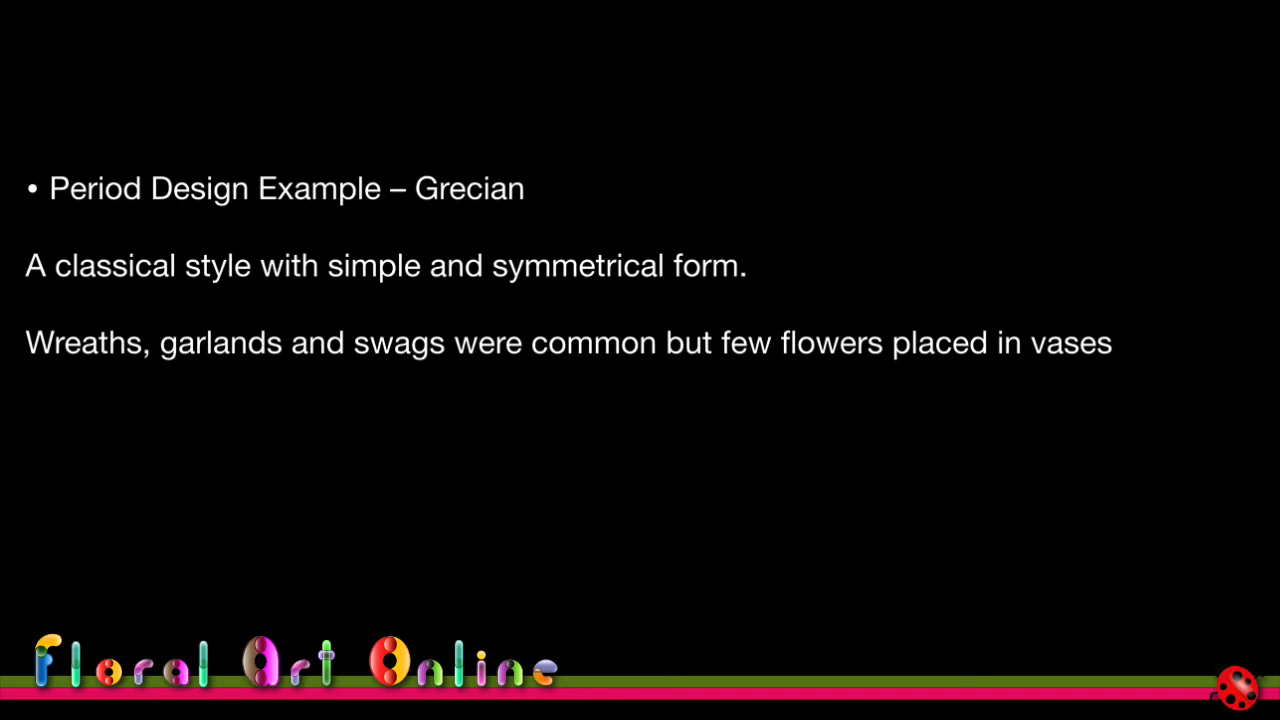 • Period Design Example – Grecian
A classical style with simple and symmetrical form.
Wreaths, garlands and swags were common but few flowers placed in vases
Floral Art Online